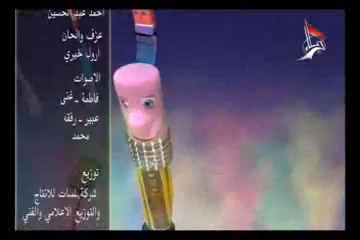 احمد عبد الحسين
عزف والحان
ارول خيري
الاصوات
فاطمة - غنى
عبير - رفقه
محمد
توزيع
شركة لمسات للانتاج
والتوزيع الاعلامي والفني